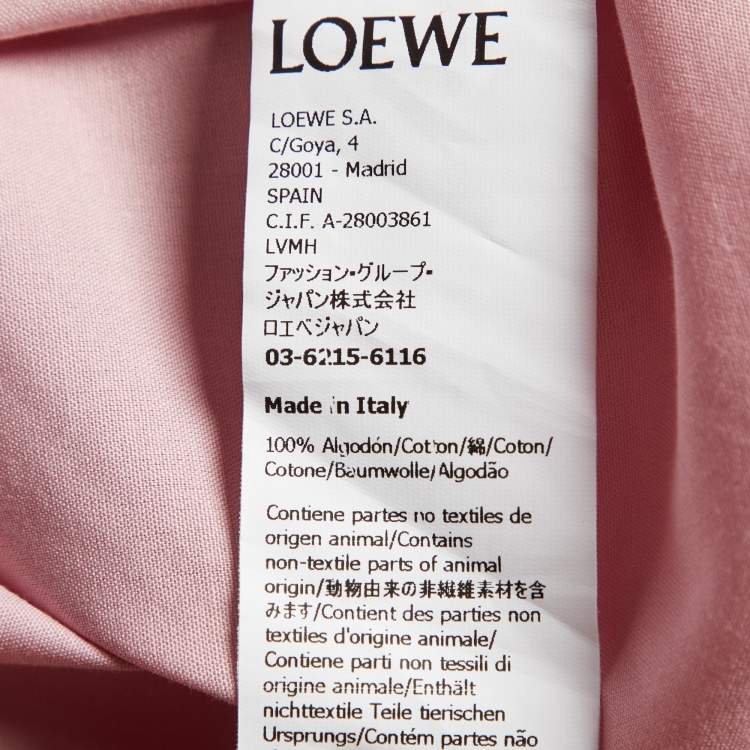 LOEWE
LOEWE S.A.
C/Goya, 4
28001 - Madrid
SPAIN
C.I.F. A-28003861
LVMH
ファッション・グループ・
ジャパン株式会社
ロエベジャパン
03-6215-6116
Made in Italy
100% Algodón/Cotton/綿/Coton/
Cotone/Baumwolle/Algodão
Contiene partes no textiles de
origen animal/Contains
non-textile parts of animal
origin/動物由来の非繊維素材を含
みます/Contient des parties non
textiles d'origine animale/
Contiene parti non tessili di
origine animale/Enthält
nichttextile Teile tierischen
Ursprungs/Contém partes não